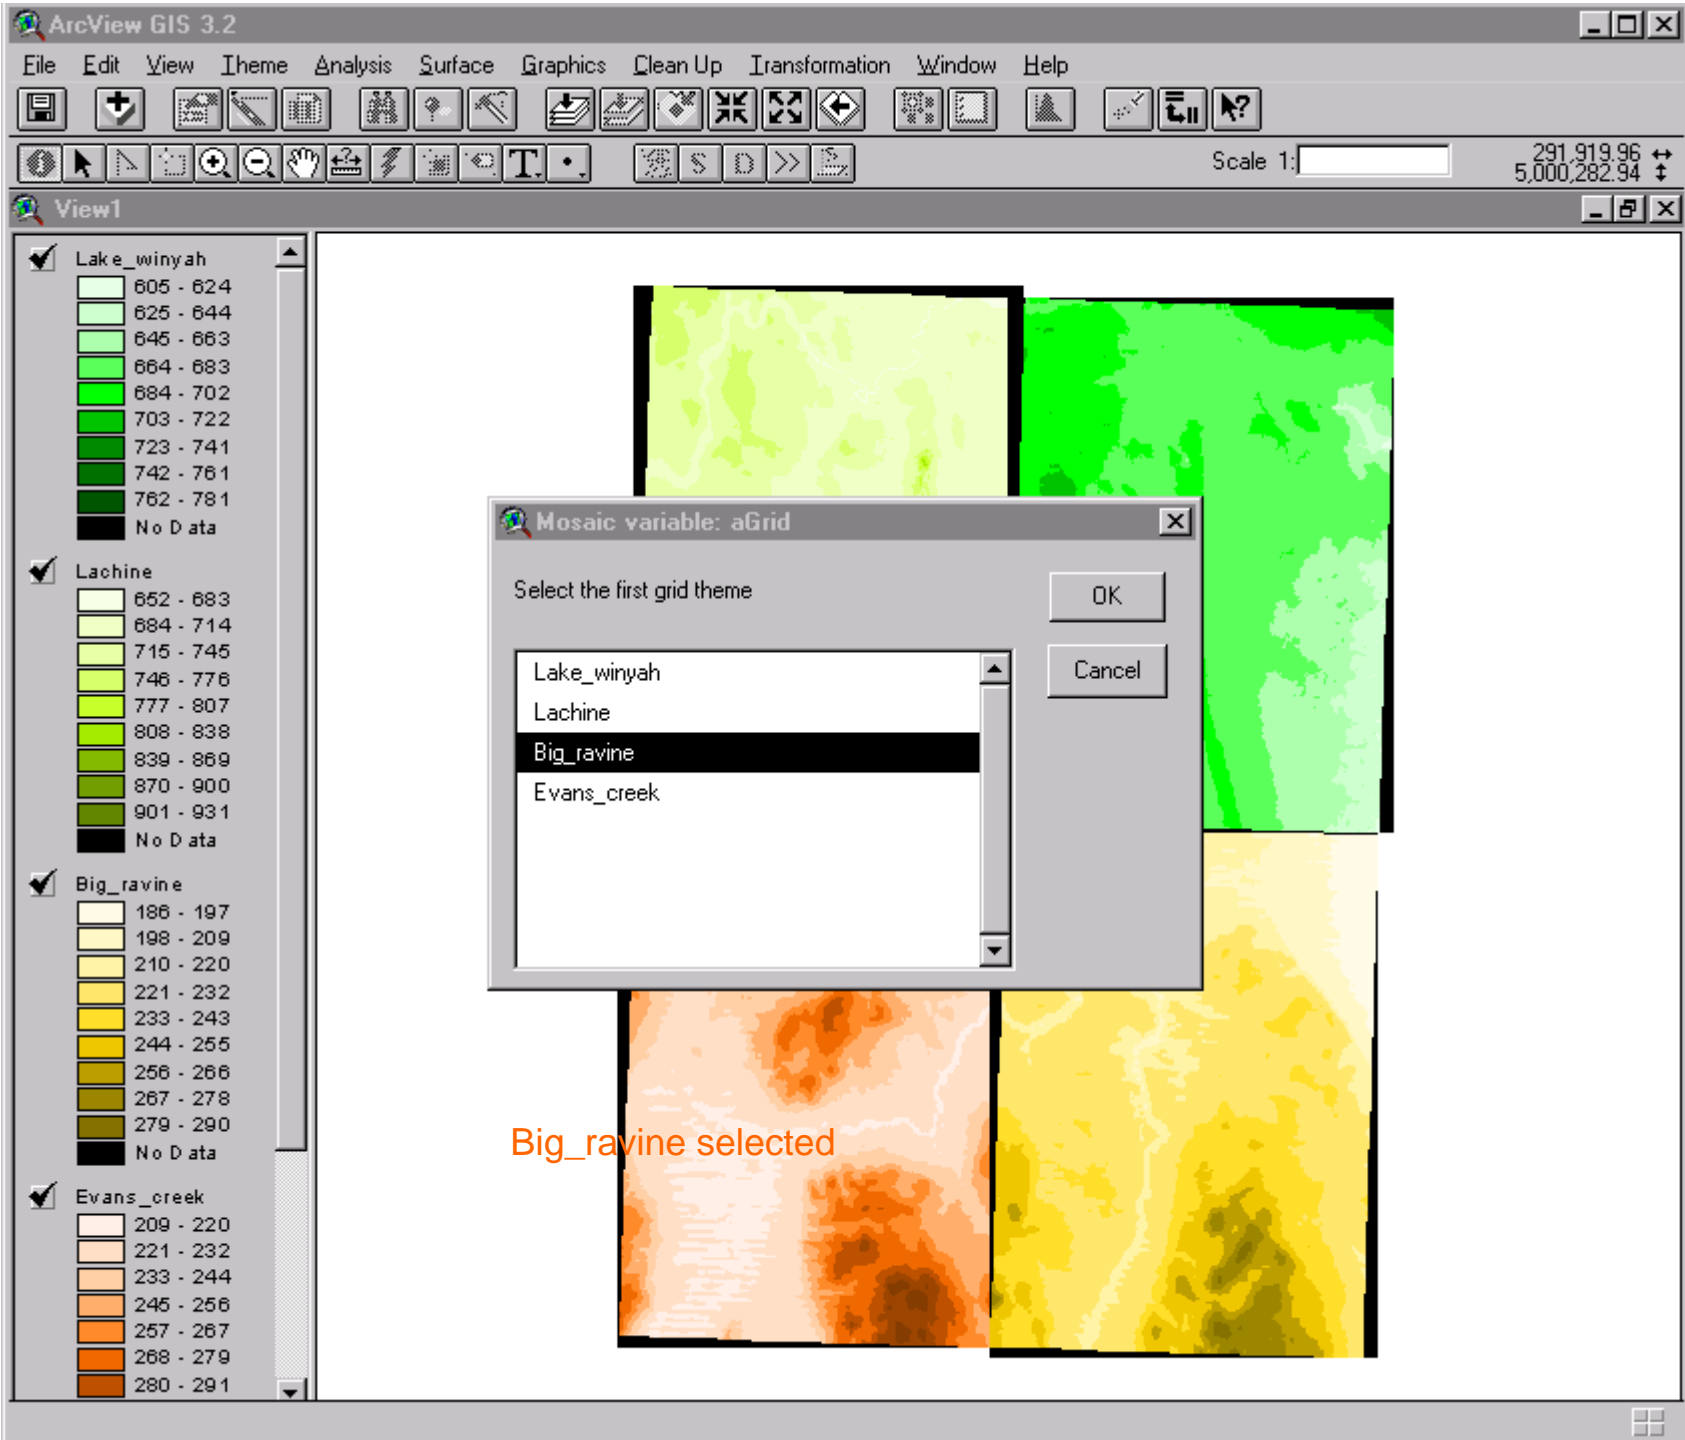 ArcView GIS 3.2
File Edit View Theme Analysis Surface Graphics Clean Up Transformation Window Help
T S D >>
Scale 1:
291,919.96
5,000,282.94
View1
Lake_winyah
605 - 624
625 - 644
645 - 663
664 - 683
684 - 702
703 - 722
723 - 741
742 - 761
762 - 781
No Data
Lachine
652 - 683
684 - 714
715 - 745
746 - 776
777 - 807
808 - 838
839 - 869
870 - 900
901 - 931
No Data
Big_ravine
186 - 197
198 - 209
210 - 220
221 - 232
233 - 243
244 - 255
256 - 266
267 - 278
279 - 290
No Data
Evans_creek
209 - 220
221 - 232
233 - 244
245 - 256
257 - 267
268 - 279
280 - 291
Mosaic variable: aGrid
Select the first grid theme
OK
Cancel
Lake_winyah
Lachine
Big_ravine
Evans_creek
Big_ravine selected